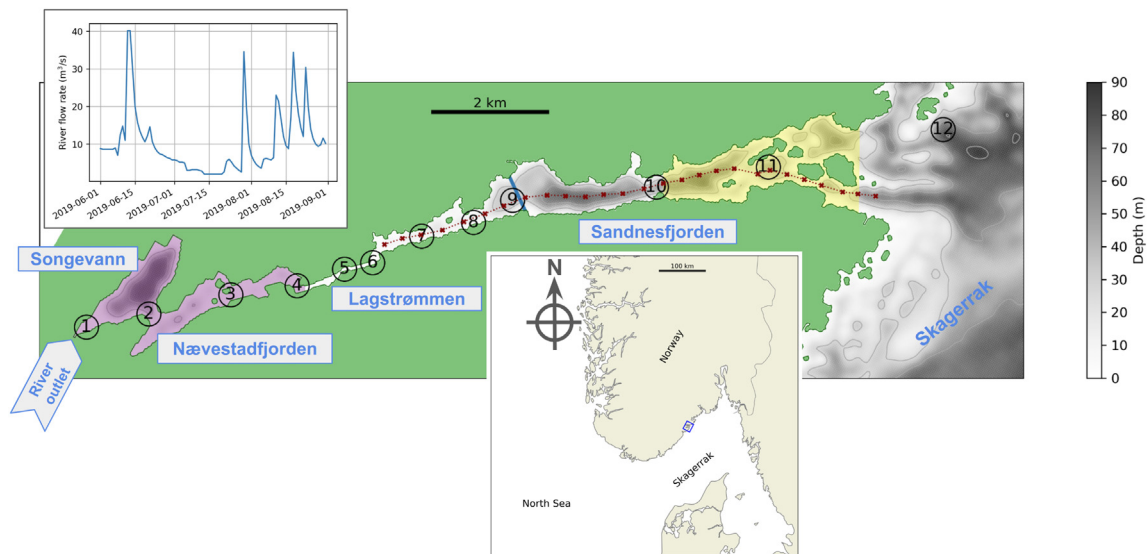 River flow rate (m³/s)
40
30
20
10
2019-06-01
2019-06-15
2019-07-01
2019-07-15
2019-08-01
2019-08-15
2019-09-01
2 km
12
11
10
9
8
7
6
5
4
3
2
1
Songevann
Nævestadfjorden
Lagstrømmen
Sandnesfjorden
Skagerrak
River
outlet
N
100 km
Norway
Skagerrak
North Sea
90
80
70
60
50
40
30
20
10
0
Depth (m)